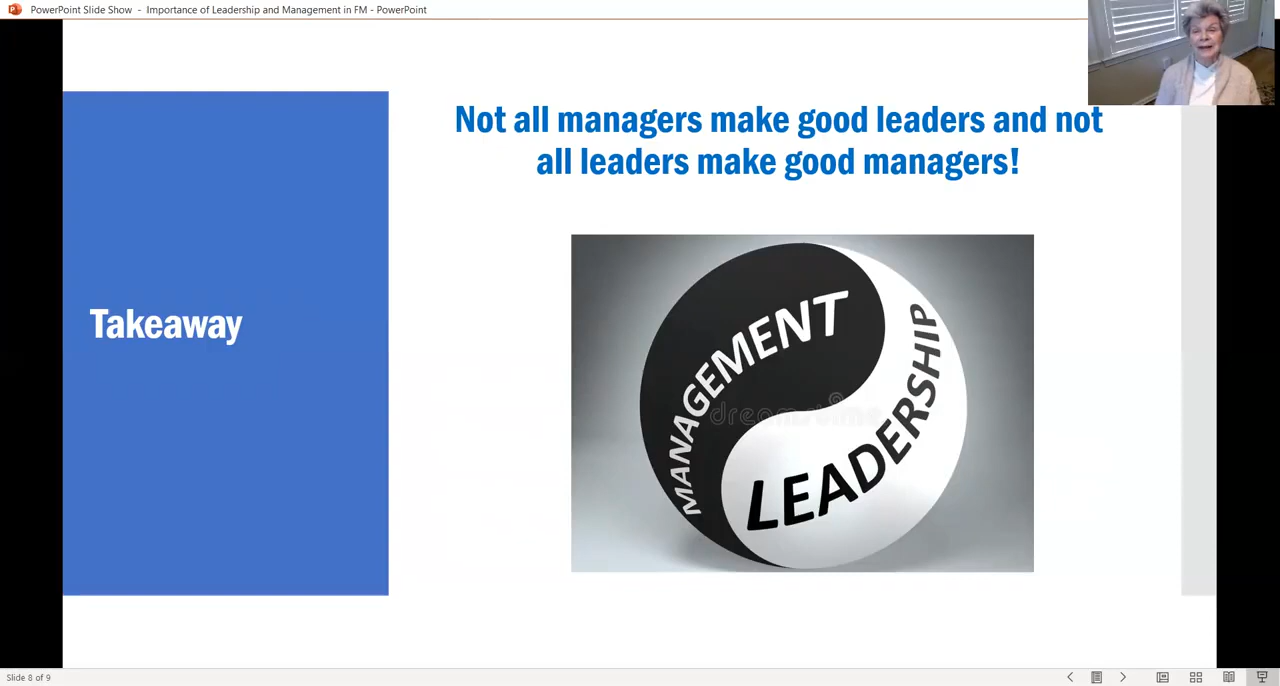 PowerPoint Slide Show - Importance of Leadership and Management in FM - PowerPoint
Not all managers make good leaders and not
all leaders make good managers!
Takeaway
MANAGEMENT
LEADERSHIP
dreamstime
Slide 8 of 9